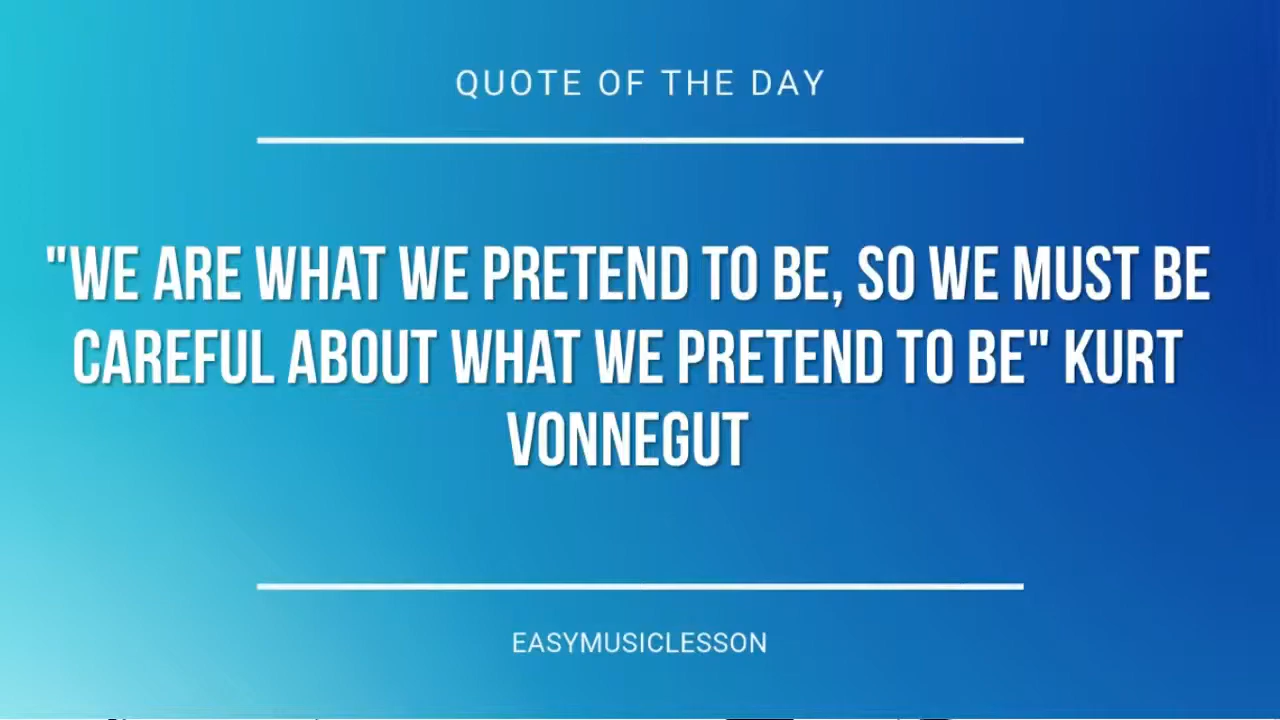 QUOTE OF THE DAY
"WE ARE WHAT WE PRETEND TO BE, SO WE MUST BE
CAREFUL ABOUT WHAT WE PRETEND TO BE" KURT
VONNEGUT
EASYMUSICLESSON